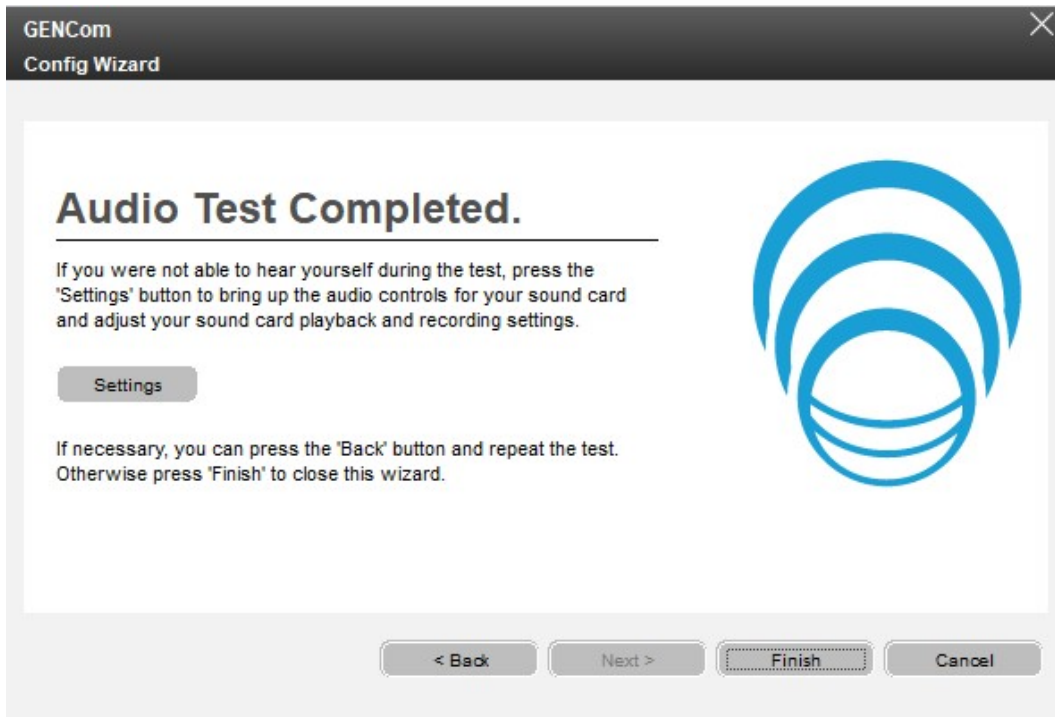 GENCom
Config Wizard
Audio Test Completed.
If you were not able to hear yourself during the test, press the
'Settings' button to bring up the audio controls for your sound card
and adjust your sound card playback and recording settings.
Settings
If necessary, you can press the 'Back' button and repeat the test.
Otherwise press 'Finish' to close this wizard.
< Back
Next >
Finish
Cancel